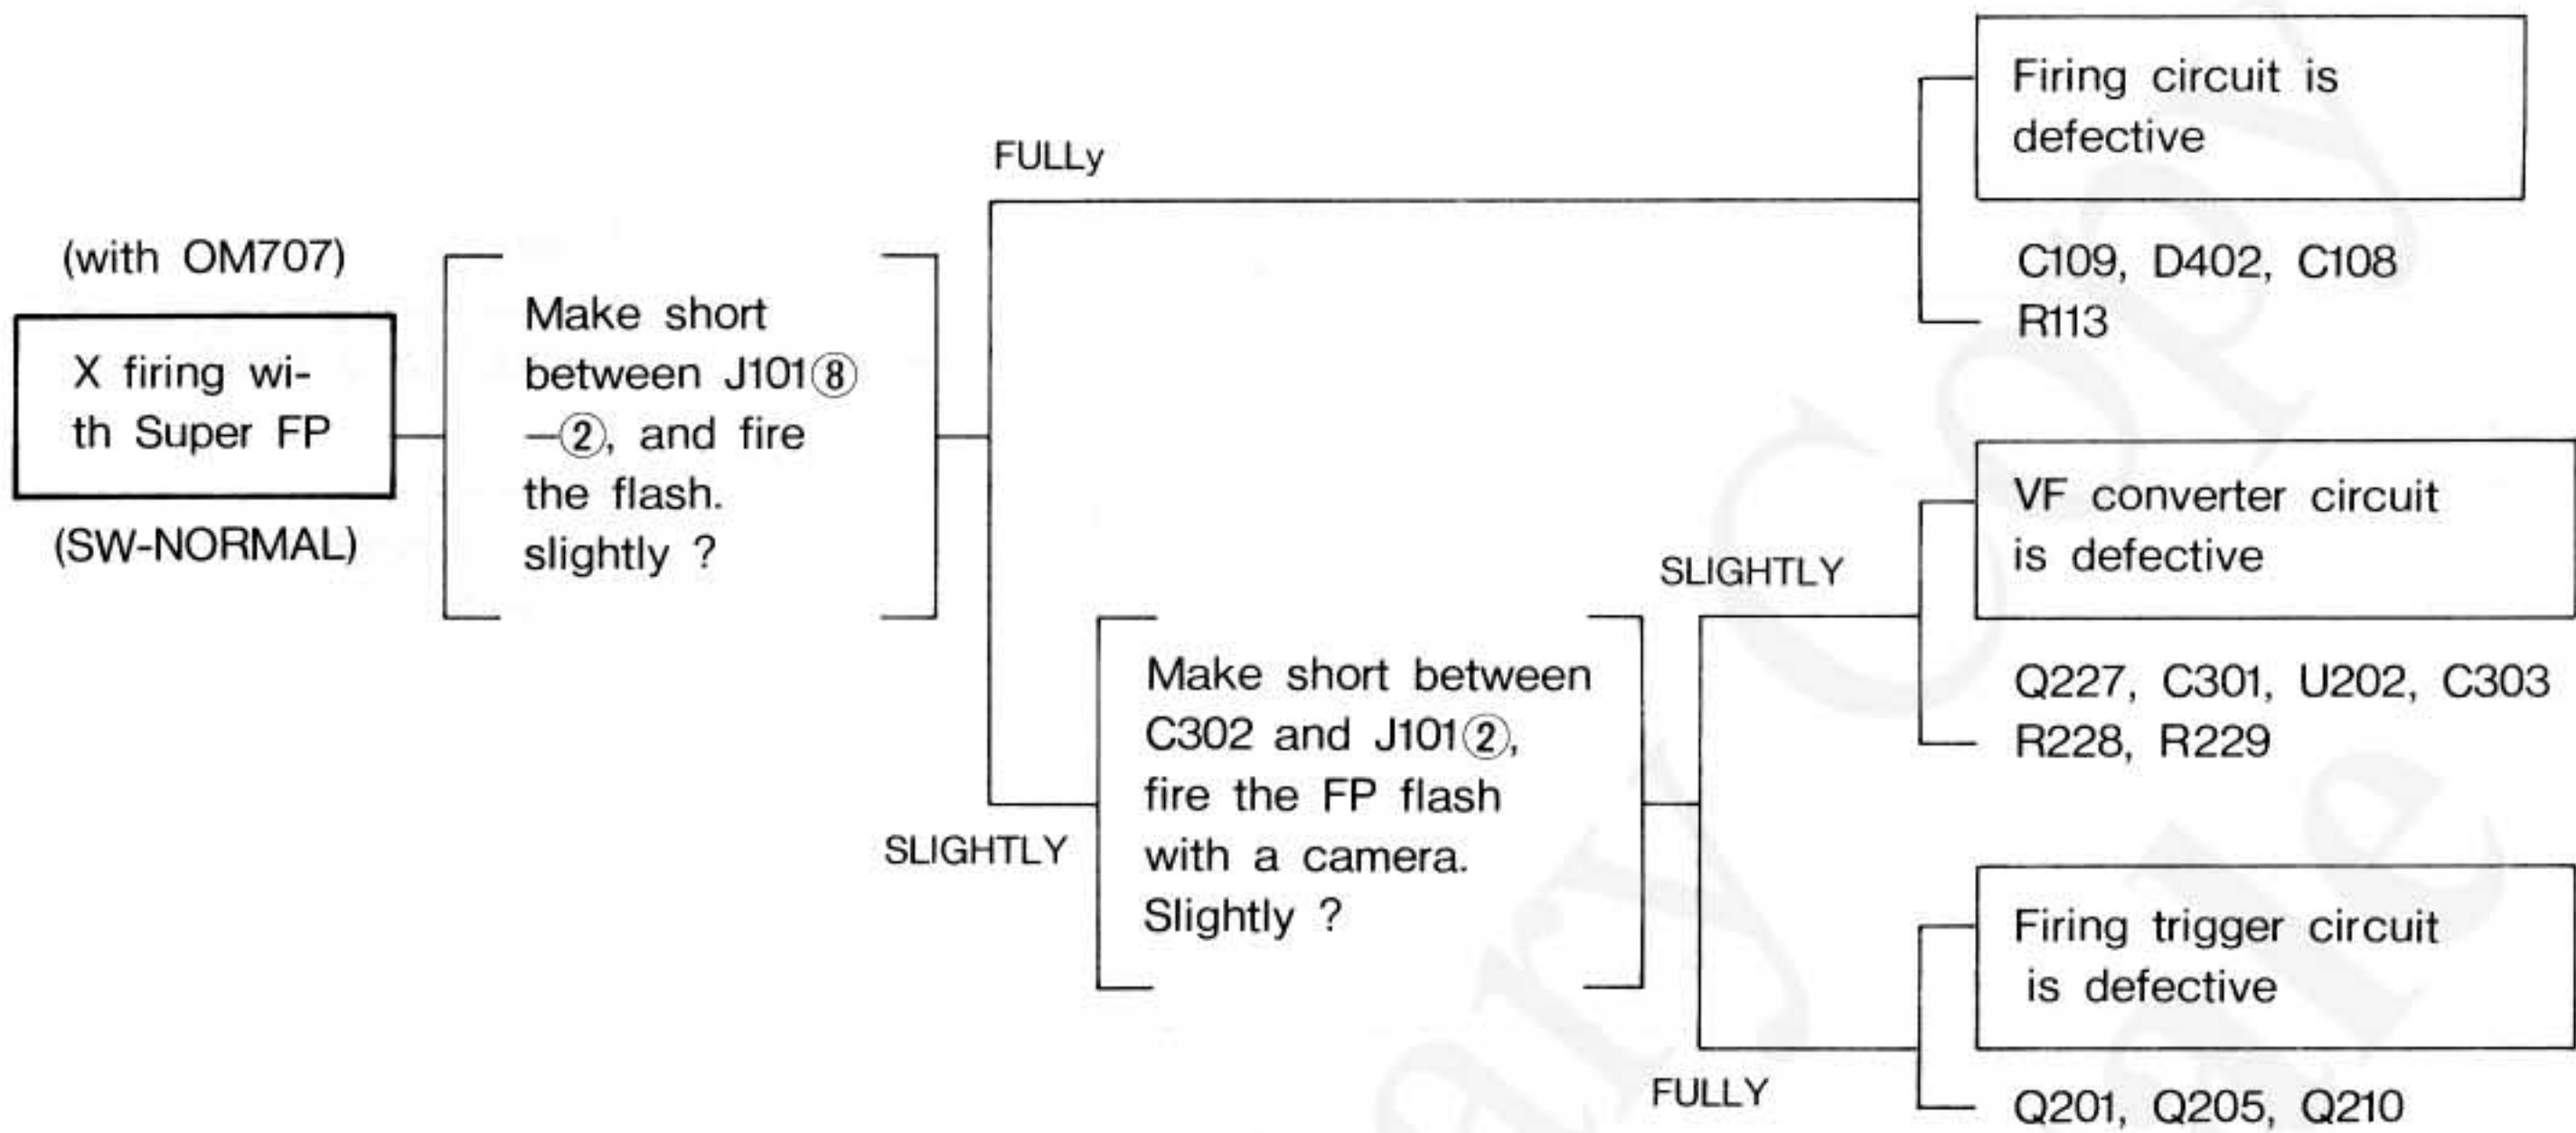 (with OM707)
X firing wi-
th Super FP
(SW-NORMAL)
Make short
between J101⑧
—②, and fire
the flash.
slightly ?
FULLy
Firing circuit is
defective
C109, D402, C108
R113
SLIGHTLY
Make short between
C302 and J101②,
fire the FP flash
with a camera.
Slightly ?
SLIGHTLY
VF converter circuit
is defective
Q227, C301, U202, C303
R228, R229
FULLY
Firing trigger circuit
is defective
Q201, Q205, Q210